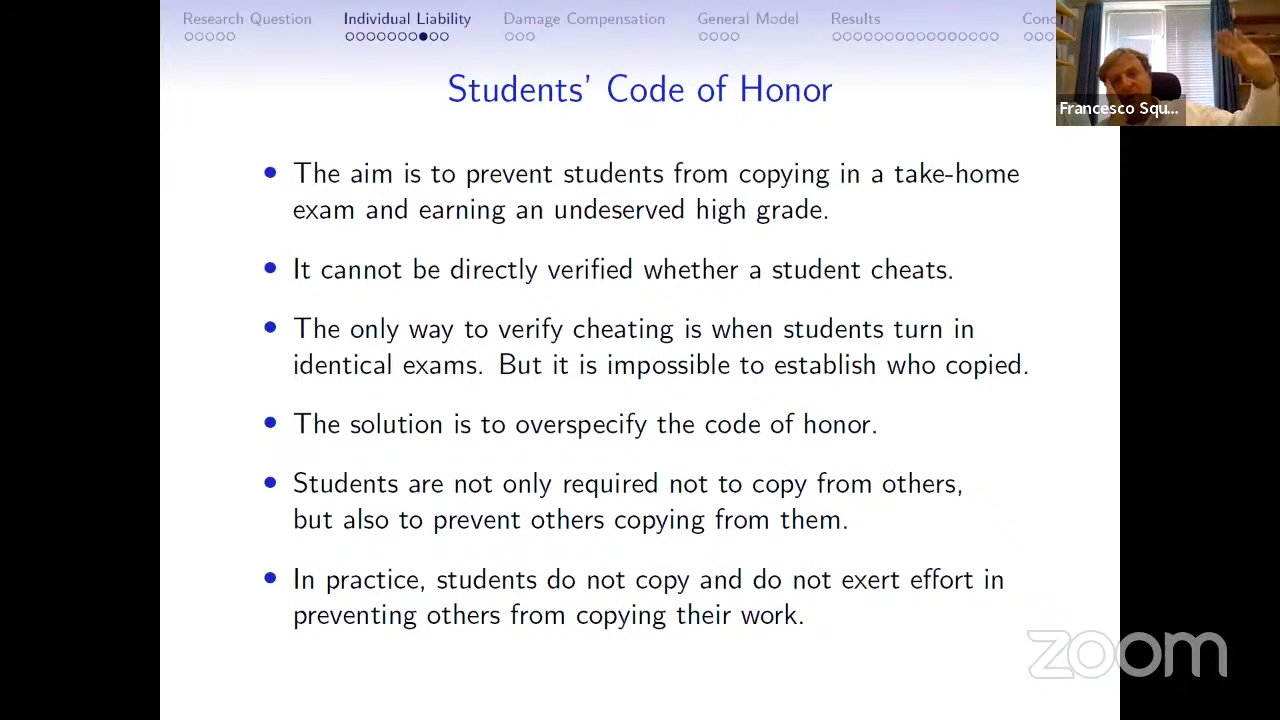 Research Question
Individual Liability
Damage Compensation
General Model
Results
Students' Code of Honor
• The aim is to prevent students from copying in a take-home
exam and earning an undeserved high grade.
• It cannot be directly verified whether a student cheats.
• The only way to verify cheating is when students turn in
identical exams. But it is impossible to establish who copied.
• The solution is to overspecify the code of honor.
• Students are not only required not to copy from others,
but also to prevent others copying from them.
• In practice, students do not copy and do not exert effort in
preventing others from copying their work.
Francesco Squ...
zoom